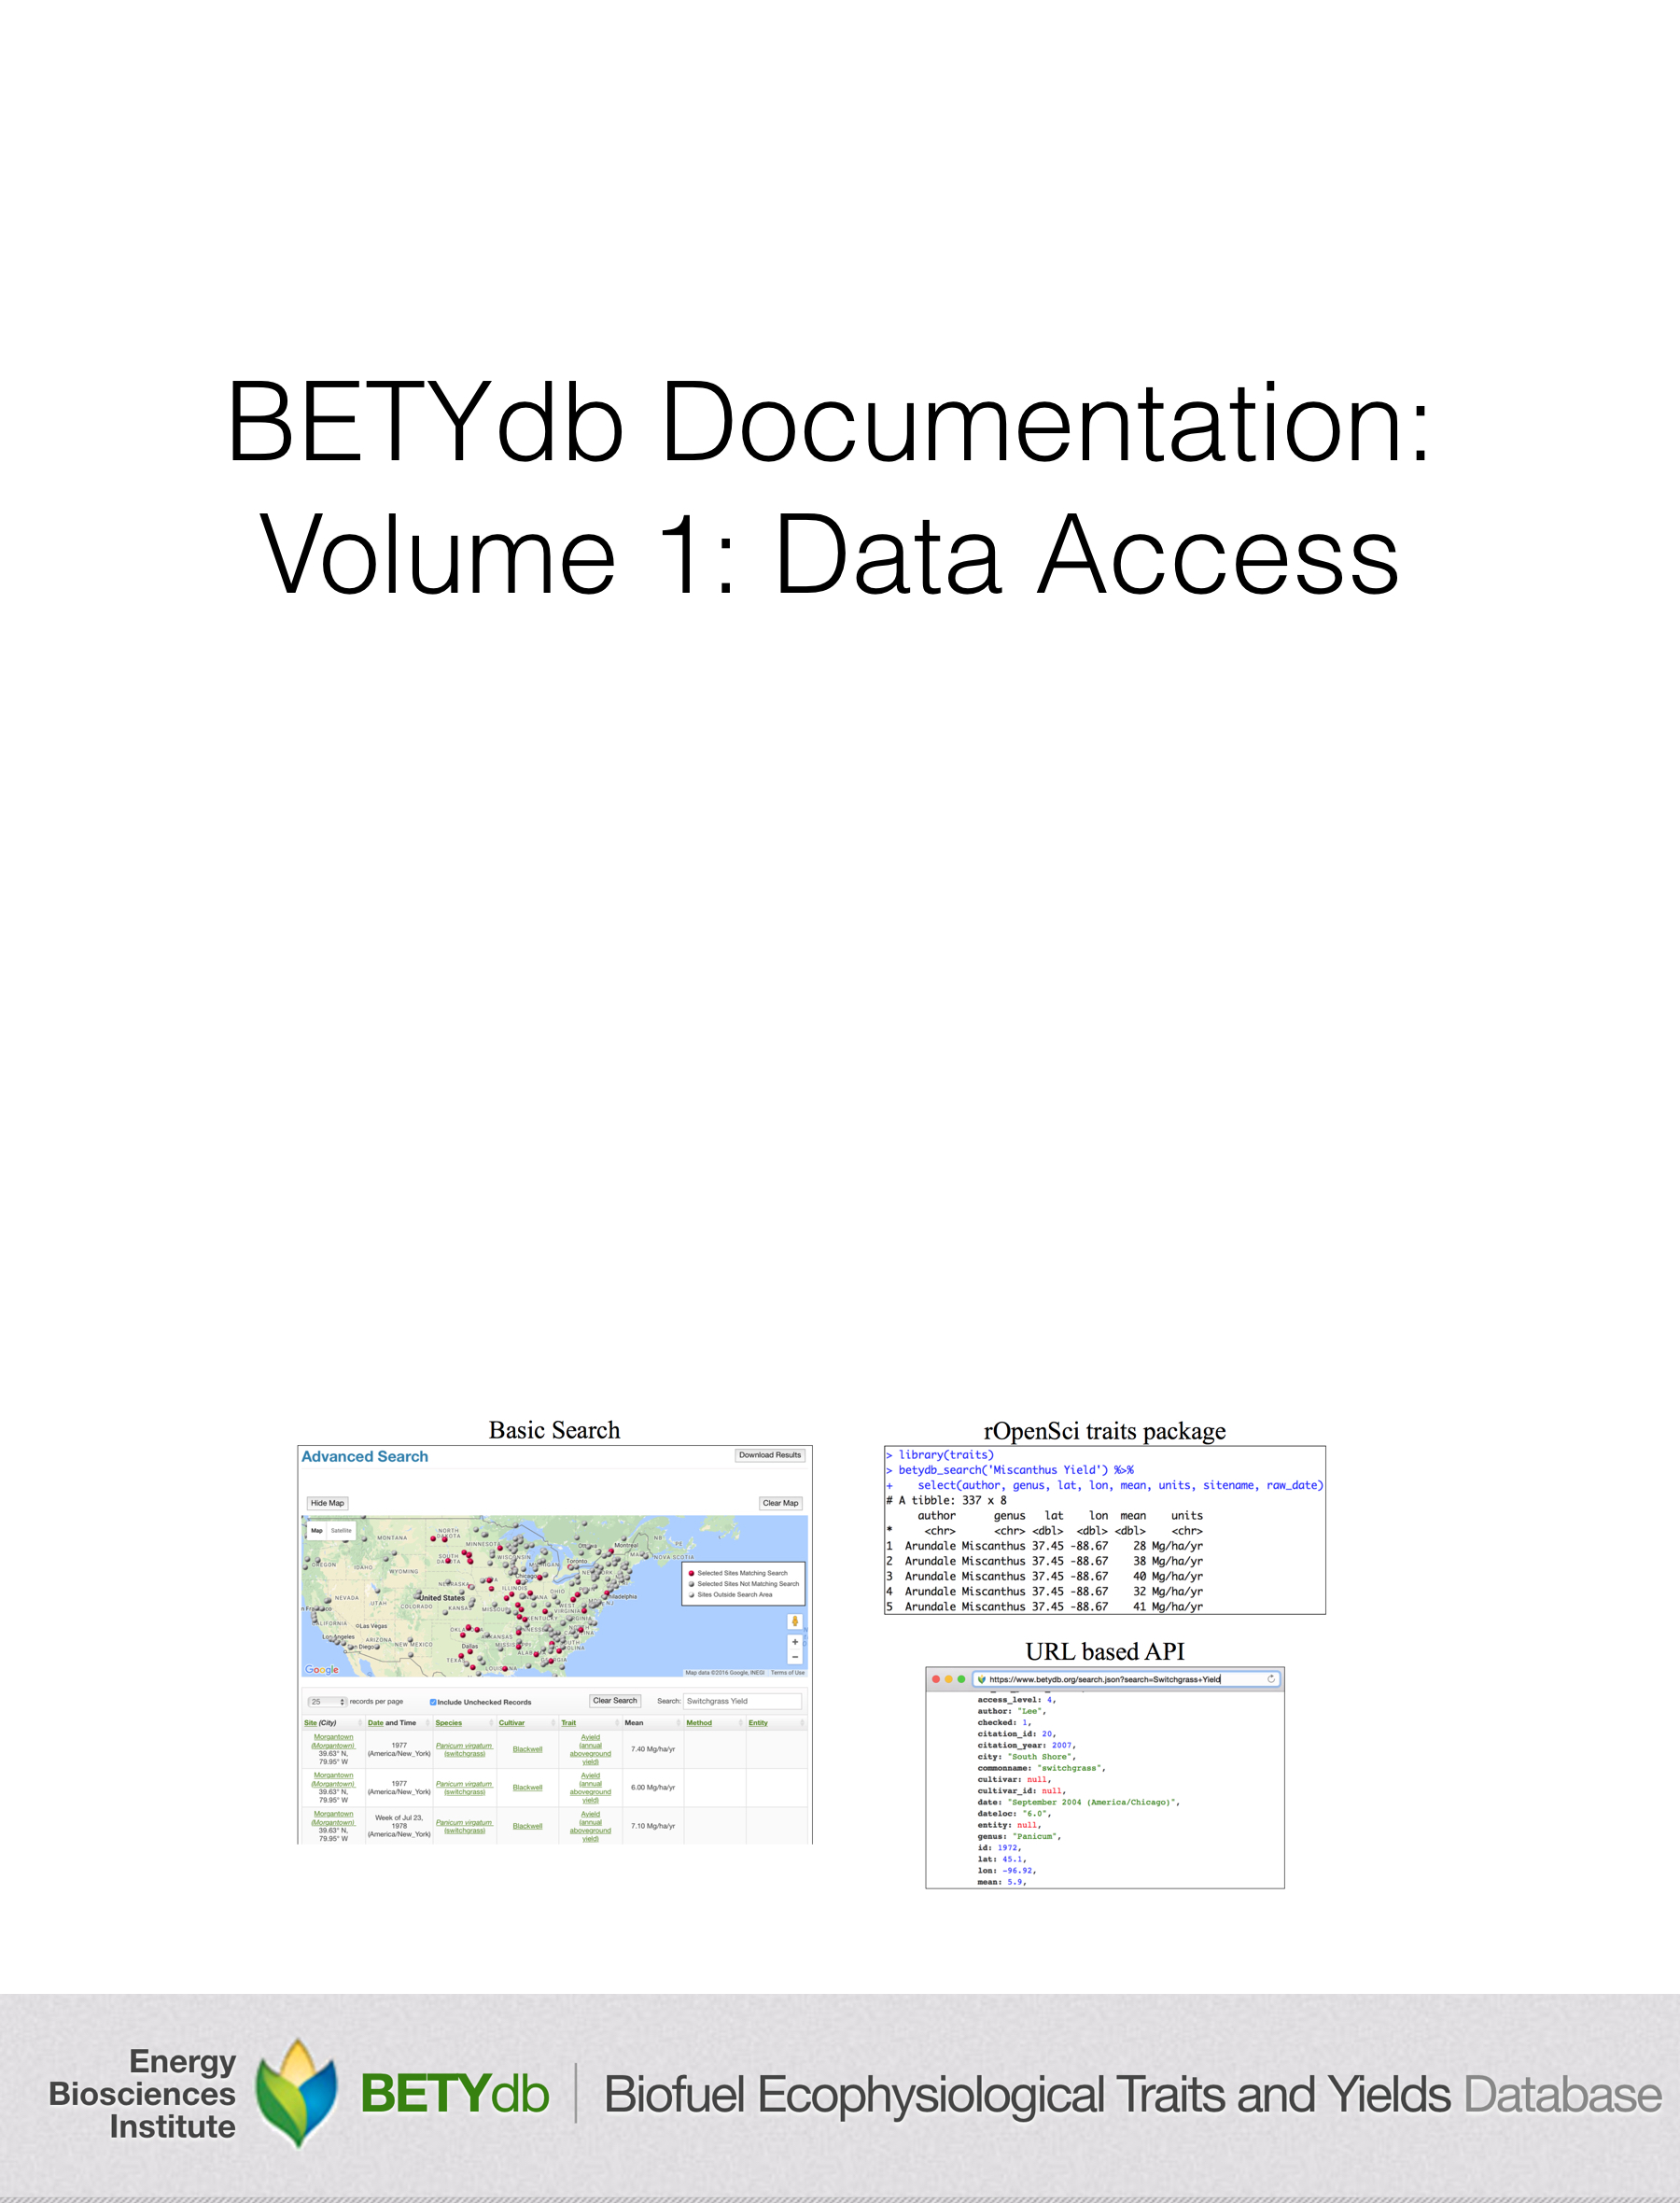 BETYdb Documentation:
Volume 1: Data Access
Basic Search
Advanced Search
Download Results
Hide Map
Clear Map
Map Satellite
MONTANA
NORTH
DAKOTA
MINNESOTA
SOUTH
WISCONSIN
Ottawa
Montreal
NB
PE
NOVA SCOTIA
OREGON
IDAHO
WYOMING
Toronto
Chicago
NEBRASKA
ILLINOIS
OHIO
NEVADA
UTAH
COLORADO
United States
KANSAS
MISSOURI
WEST
VIRGINIA
Philadelphia
CALIFORNIA
Las Vegas
Los Angeles
San Diego
ARIZONA
NEW MEXICO
Dallas
TEXAS
LOUISIANA
Selected Sites Matching Search
Selected Sites Not Matching Search
Sites Outside Search Area
Google
Map data ©2016 Google, INEGI Terms of Use
25 records per page Include Unchecked Records Clear Search Search: Switchgrass Yield
Site (City) Date and Time Species Cultivar Trait Mean Method Entity
Morgantown
(Morgantown)
39.63° N,
79.95° W
1977
(America/New_York)
Panicum virgatum
(switchgrass)
Blackwell
Ayield
(annual
aboveground
yield)
7.40 Mg/ha/yr
Morgantown
(Morgantown)
39.63° N,
79.95° W
1977
(America/New_York)
Panicum virgatum
(switchgrass)
Blackwell
Ayield
(annual
aboveground
yield)
6.00 Mg/ha/yr
Morgantown
(Morgantown)
39.63° N,
79.95° W
Week of Jul 23,
1978
(America/New_York)
Panicum virgatum
(switchgrass)
Blackwell
Ayield
(annual
aboveground
yield)
7.10 Mg/ha/yr
rOpenSci traits package
> library(traits)
> betydb_search('Miscanthus Yield') %>%
+ select(author, genus, lat, lon, mean, units, sitename, raw_date)
# A tibble: 337 x 8
author genus lat lon mean units
* <chr> <chr> <dbl> <dbl> <dbl> <chr>
1 Arundale Miscanthus 37.45 -88.67 28 Mg/ha/yr
2 Arundale Miscanthus 37.45 -88.67 38 Mg/ha/yr
3 Arundale Miscanthus 37.45 -88.67 40 Mg/ha/yr
4 Arundale Miscanthus 37.45 -88.67 32 Mg/ha/yr
5 Arundale Miscanthus 37.45 -88.67 41 Mg/ha/yr
URL based API
https://www.betydb.org/search.json?search=Switchgrass+Yield
access_level: 4,
author: "Lee",
checked: 1,
citation_id: 20,
citation_year: 2007,
city: "South Shore",
commonname: "switchgrass",
cultivar: null,
cultivar_id: null,
date: "September 2004 (America/Chicago)",
dateloc: "6.0",
entity: null,
genus: "Panicum",
id: 1972,
lat: 45.1,
lon: -96.92,
mean: 5.9,
Energy
Biosciences
Institute
BETYdb
Biofuel Ecophysiological Traits and Yields Database